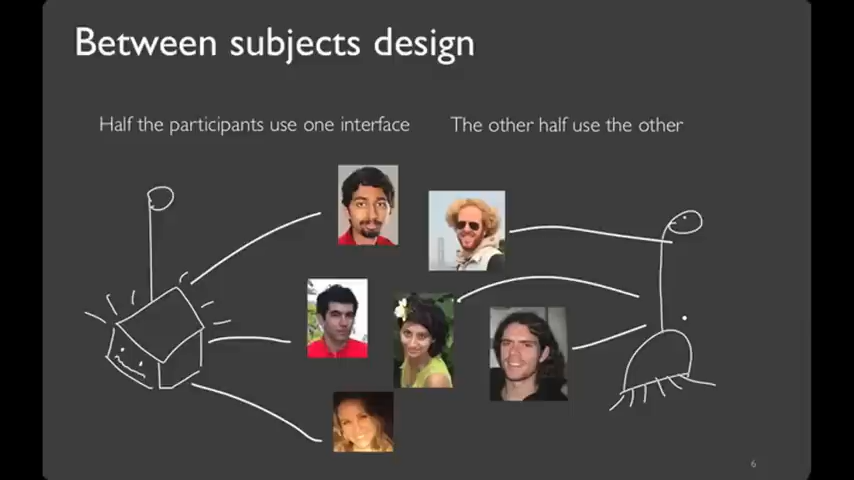 Between subjects design
Half the participants use one interface
The other half use the other
6